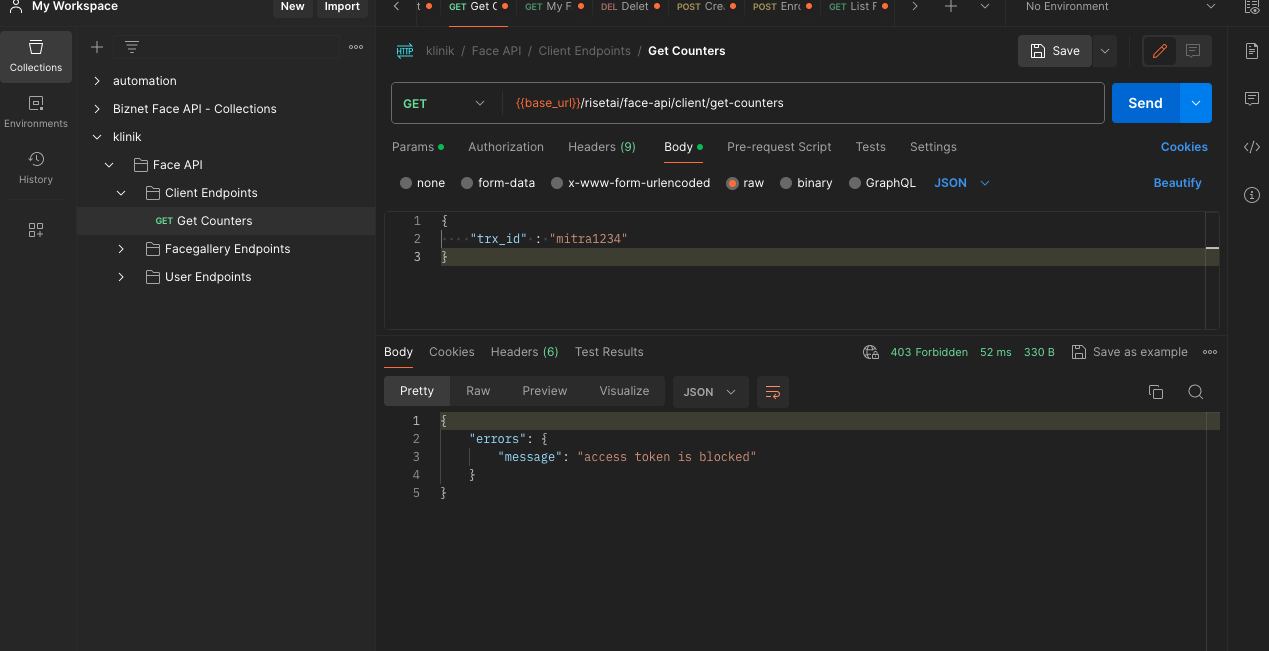 My Workspace
New
Import
t
GET Get C
GET My F
DEL Delet
POST Cre
POST Enro
GET List F
No Environment
Collections
Environments
History
automation
Biznet Face API - Collections
klinik
Face API
Client Endpoints
GET Get Counters
Facegallery Endpoints
User Endpoints
HTTP klinik / Face API / Client Endpoints / Get Counters
Save
GET {{base_url}}/risetai/face-api/client/get-counters
Send
Params Authorization Headers (9) Body Pre-request Script Tests Settings Cookies
none form-data x-www-form-urlencoded raw binary GraphQL JSON Beautify
1 {
2 ····"trx_id"·:·"mitra1234"
3 }
Body Cookies Headers (6) Test Results 403 Forbidden 52 ms 330 B Save as example
Pretty Raw Preview Visualize JSON
1 {
2 "errors": {
3 "message": "access token is blocked"
4 }
5 }